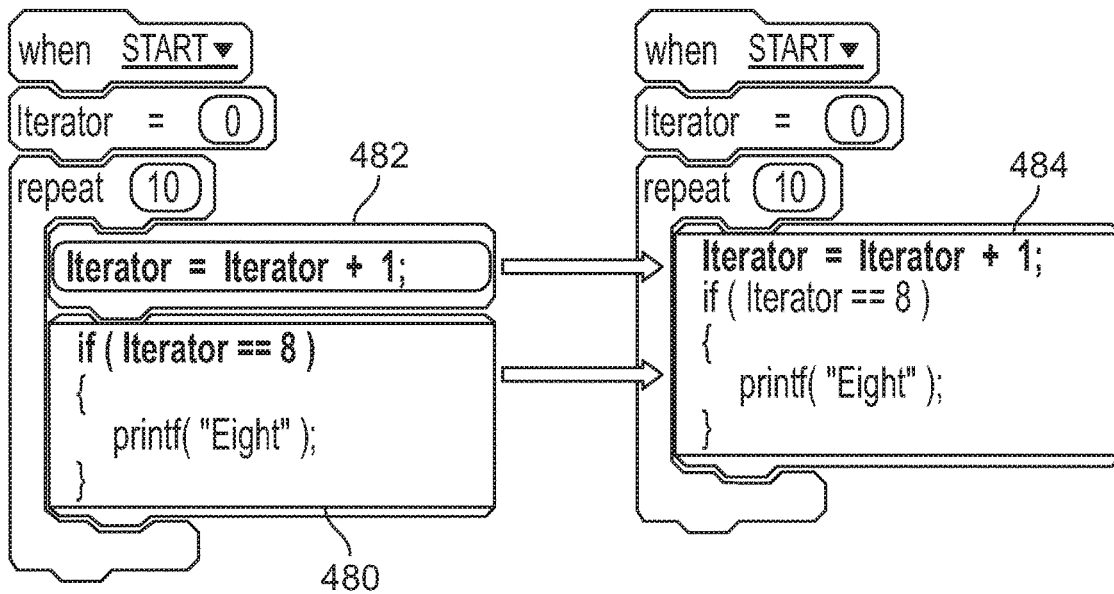 when START▼
Iterator = 0
repeat 10
482
Iterator = Iterator + 1;
if ( Iterator == 8 )
{
printf( "Eight" );
}
480
when START▼
Iterator = 0
repeat 10
484
Iterator = Iterator + 1;
if ( Iterator == 8 )
{
printf( "Eight" );
}